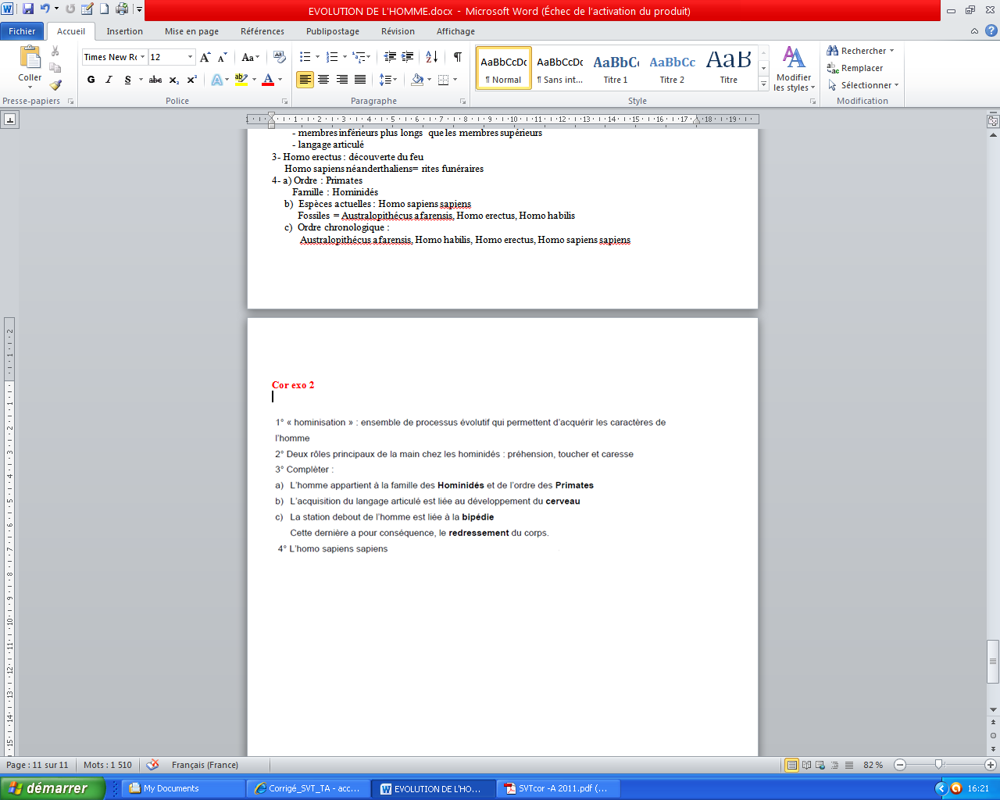 EVOLUTION DE L'HOMME.docx - Microsoft Word (Échec de l'activation du produit)
Fichier Accueil Insertion Mise en page Références Publipostage Révision Affichage
Coller
Times New Ro 12
AaBbCcDc AaBbCcDc AaBbCc AaBbCc AaB
¶ Normal ¶ Sans int... Titre 1 Titre 2 Titre
Modifier les styles
Rechercher
Remplacer
Sélectionner
Presse-papiers Police Paragraphe Style Modification
- membres inférieurs plus longs que les membres supérieurs
- langage articulé
3- Homo erectus : découverte du feu
Homo sapiens néanderthaliens= rites funéraires
4- a) Ordre : Primates
Famille : Hominidés
b) Espèces actuelles : Homo sapiens sapiens
Fossiles = Australopithécus afarensis, Homo erectus, Homo habilis
c) Ordre chronologique :
Australopithécus afarensis, Homo habilis, Homo erectus, Homo sapiens sapiens
Cor exo 2
1° « hominisation » : ensemble de processus évolutif qui permettent d'acquérir les caractères de
l'homme
2° Deux rôles principaux de la main chez les hominidés : préhension, toucher et caresse
3° Complèter :
a) L'homme appartient à la famille des Hominidés et de l'ordre des Primates
b) L'acquisition du langage articulé est liée au développement du cerveau
c) La station debout de l'homme est liée à la bipédie
Cette dernière a pour conséquence, le redressement du corps.
4° L'homo sapiens sapiens
Page : 11 sur 11 Mots : 1 510 Français (France) 82 %
démarrer My Documents Corrigé_SVT_TA - acc... EVOLUTION DE L'HO... SVTcor -A 2011.pdf (... 16:21